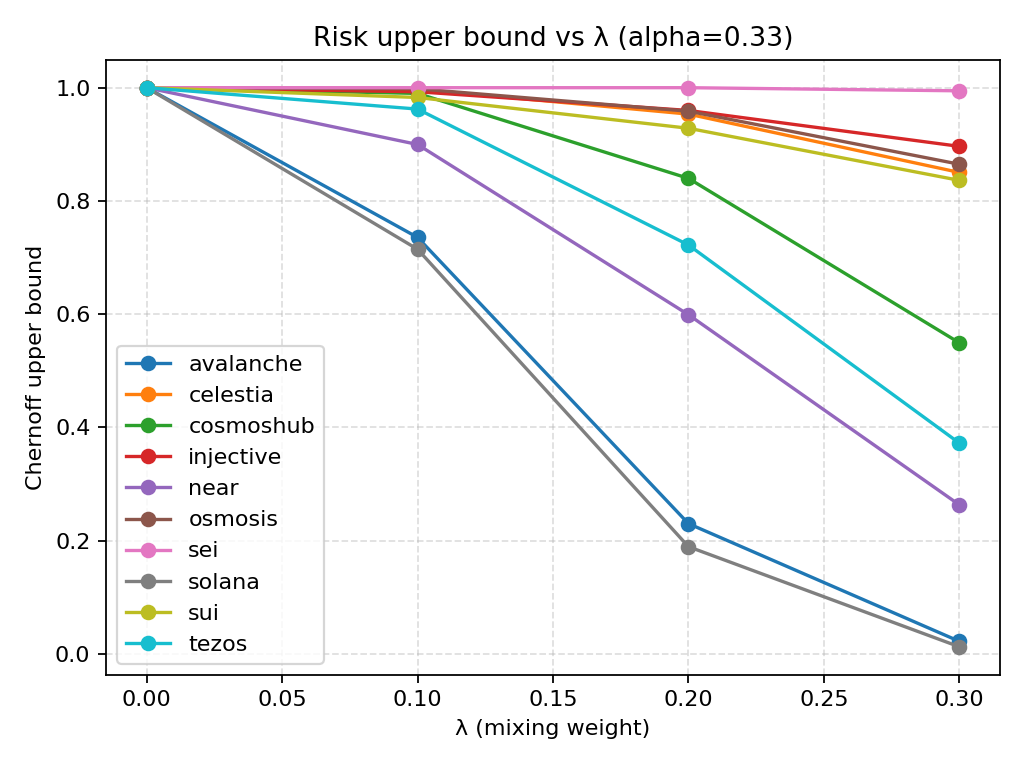 Risk upper bound vs λ (alpha=0.33)
Chernoff upper bound
1.0
0.8
0.6
0.4
0.2
0.0
avalanche
celestia
cosmoshub
injective
near
osmosis
sei
solana
sui
tezos
0.00 0.05 0.10 0.15 0.20 0.25 0.30
λ (mixing weight)